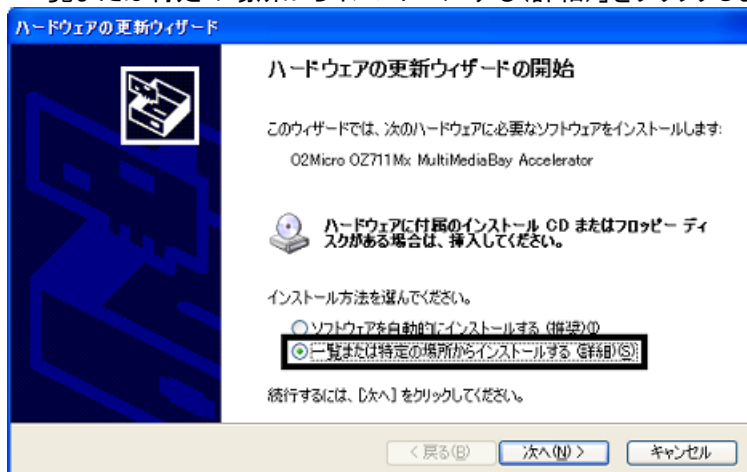 ハードウェアの更新ウィザード
ハードウェアの更新ウィザードの開始
このウィザードでは、次のハードウェアに必要なソフトウェアをインストールします:
O2Micro OZ711Mx MultiMediaBay Accelerator
ハードウェアに付属のインストール CD またはフロッピー ディ
スクがある場合は、挿入してください。
インストール方法を選んでください。
ソフトウェアを自動的にインストールする (推奨)(I)
一覧または特定の場所からインストールする (詳細)(S)
続行するには、[次へ] をクリックしてください。
< 戻る(B)
次へ(N) >
キャンセル